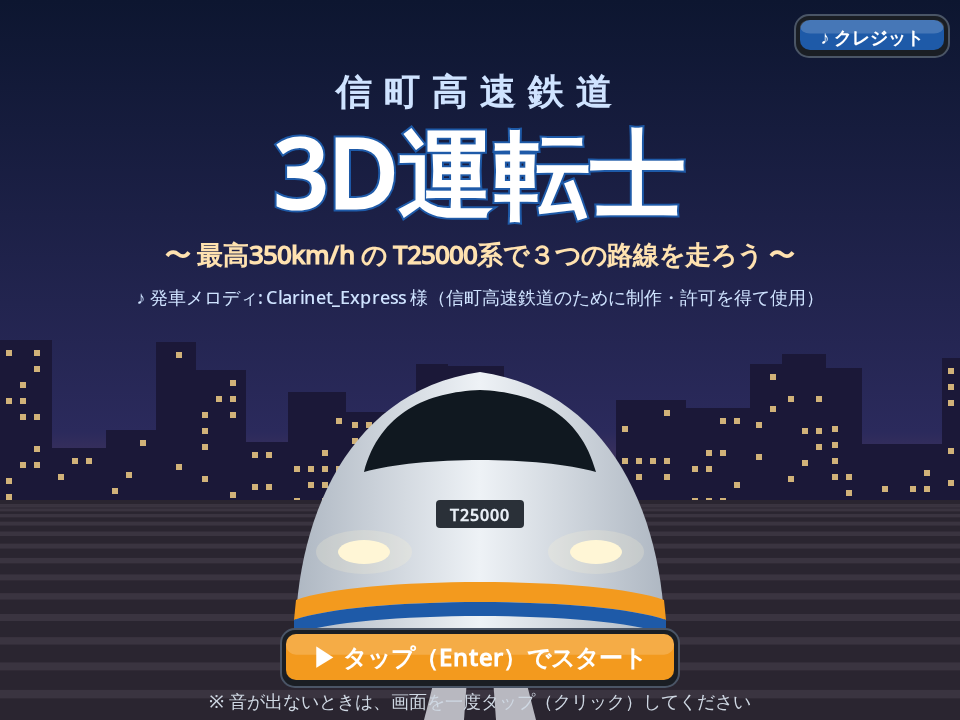 ♪ クレジット
信町高速鉄道
3D運転士
〜 最高350km/h の T25000系で３つの路線を走ろう 〜
♪ 発車メロディ: Clarinet_Express 様（信町高速鉄道のために制作・許可を得て使用）
T25000
▶ タップ（Enter）でスタート
※ 音が出ないときは、画面を一度タップ（クリック）してください